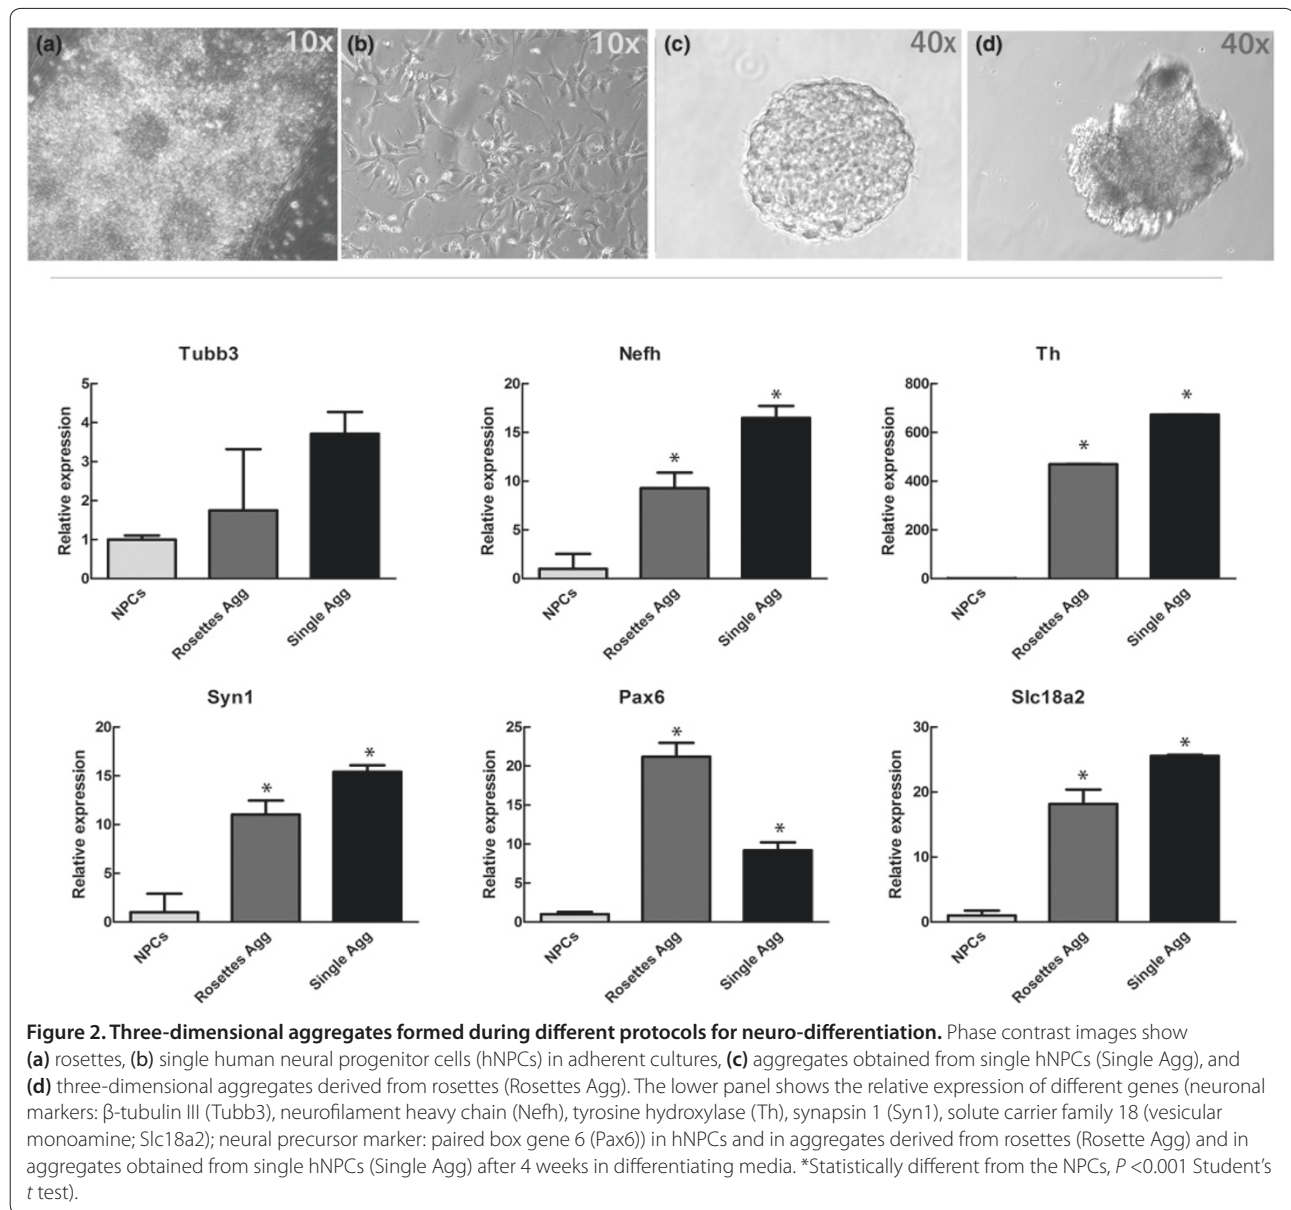 (a) 10x (b) 10x (c) 40x (d) 40x
Tubb3
Relative expression
5
4
3
2
1
0
NPCs
Rosettes Agg
Single Agg
Nefh
Relative expression
20
15
10
5
0
*
*
NPCs
Rosettes Agg
Single Agg
Th
Relative expression
800
600
400
200
0
*
*
NPCs
Rosettes Agg
Single Agg
Syn1
Relative expression
20
15
10
5
0
*
*
NPCs
Rosettes Agg
Single Agg
Pax6
Relative expression
25
20
15
10
5
0
*
*
NPCs
Rosettes Agg
Single Agg
Slc18a2
Relative expression
30
20
10
0
*
*
NPCs
Rosettes Agg
Single Agg
Figure 2. Three-dimensional aggregates formed during different protocols for neuro-differentiation. Phase contrast images show
(a) rosettes, (b) single human neural progenitor cells (hNPCs) in adherent cultures, (c) aggregates obtained from single hNPCs (Single Agg), and
(d) three-dimensional aggregates derived from rosettes (Rosettes Agg). The lower panel shows the relative expression of different genes (neuronal
markers: β-tubulin III (Tubb3), neurofilament heavy chain (Nefh), tyrosine hydroxylase (Th), synapsin 1 (Syn1), solute carrier family 18 (vesicular
monoamine; Slc18a2); neural precursor marker: paired box gene 6 (Pax6)) in hNPCs and in aggregates derived from rosettes (Rosette Agg) and in
aggregates obtained from single hNPCs (Single Agg) after 4 weeks in differentiating media. *Statistically different from the NPCs, P <0.001 Student's
t test).